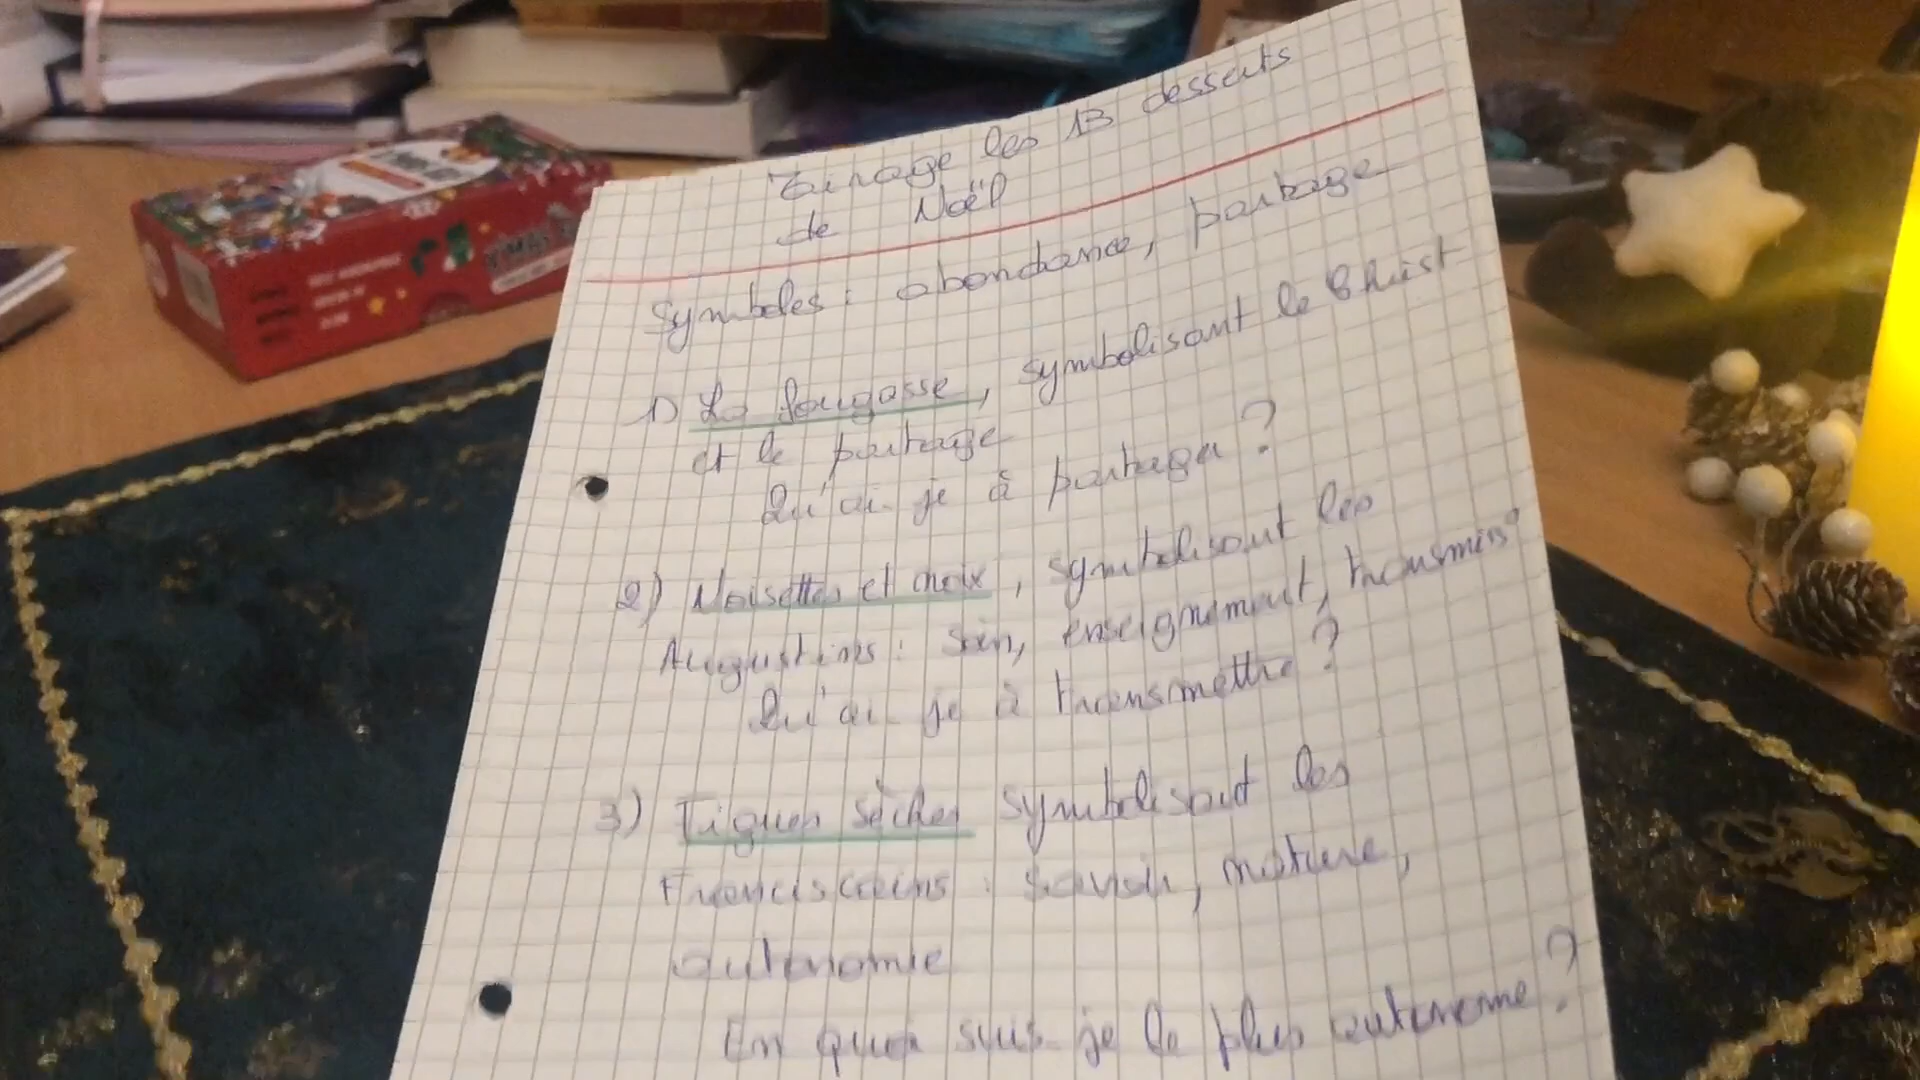 Tirage les 13 desserts
de Noël
Symboles : abondance, partage
1) La fougasse, symbolisant le Christ
et le partage
Qu'ai-je à partager ?
2) Noisettes et noix, symbolisant les
Augustins : soin, enseignement, transmis°
Qu'ai-je à transmettre ?
3) Figues sèches symbolisant les
Franciscains : savoir, nature,
autonomie
En quoi suis-je le plus autonome ?